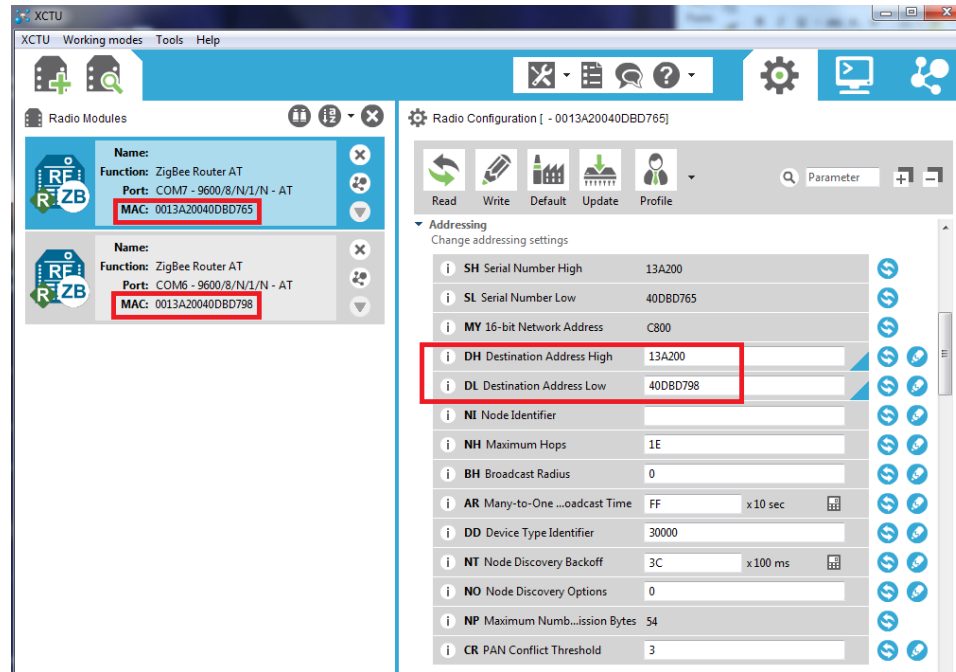 XCTU
XCTU Working modes Tools Help
Radio Modules
Name:
Function: ZigBee Router AT
Port: COM7 - 9600/8/N/1/N - AT
MAC: 0013A20040DBD765
Name:
Function: ZigBee Router AT
Port: COM6 - 9600/8/N/1/N - AT
MAC: 0013A20040DBD798
RF
R ZB
RF
R ZB
Radio Configuration [ - 0013A20040DBD765]
Read Write Default Update Profile
Parameter
Addressing
Change addressing settings
i SH Serial Number High 13A200
i SL Serial Number Low 40DBD765
i MY 16-bit Network Address C800
i DH Destination Address High 13A200
i DL Destination Address Low 40DBD798
i NI Node Identifier
i NH Maximum Hops 1E
i BH Broadcast Radius 0
i AR Many-to-One ...oadcast Time FF x 10 sec
i DD Device Type Identifier 30000
i NT Node Discovery Backoff 3C x 100 ms
i NO Node Discovery Options 0
i NP Maximum Numb...ission Bytes 54
i CR PAN Conflict Threshold 3